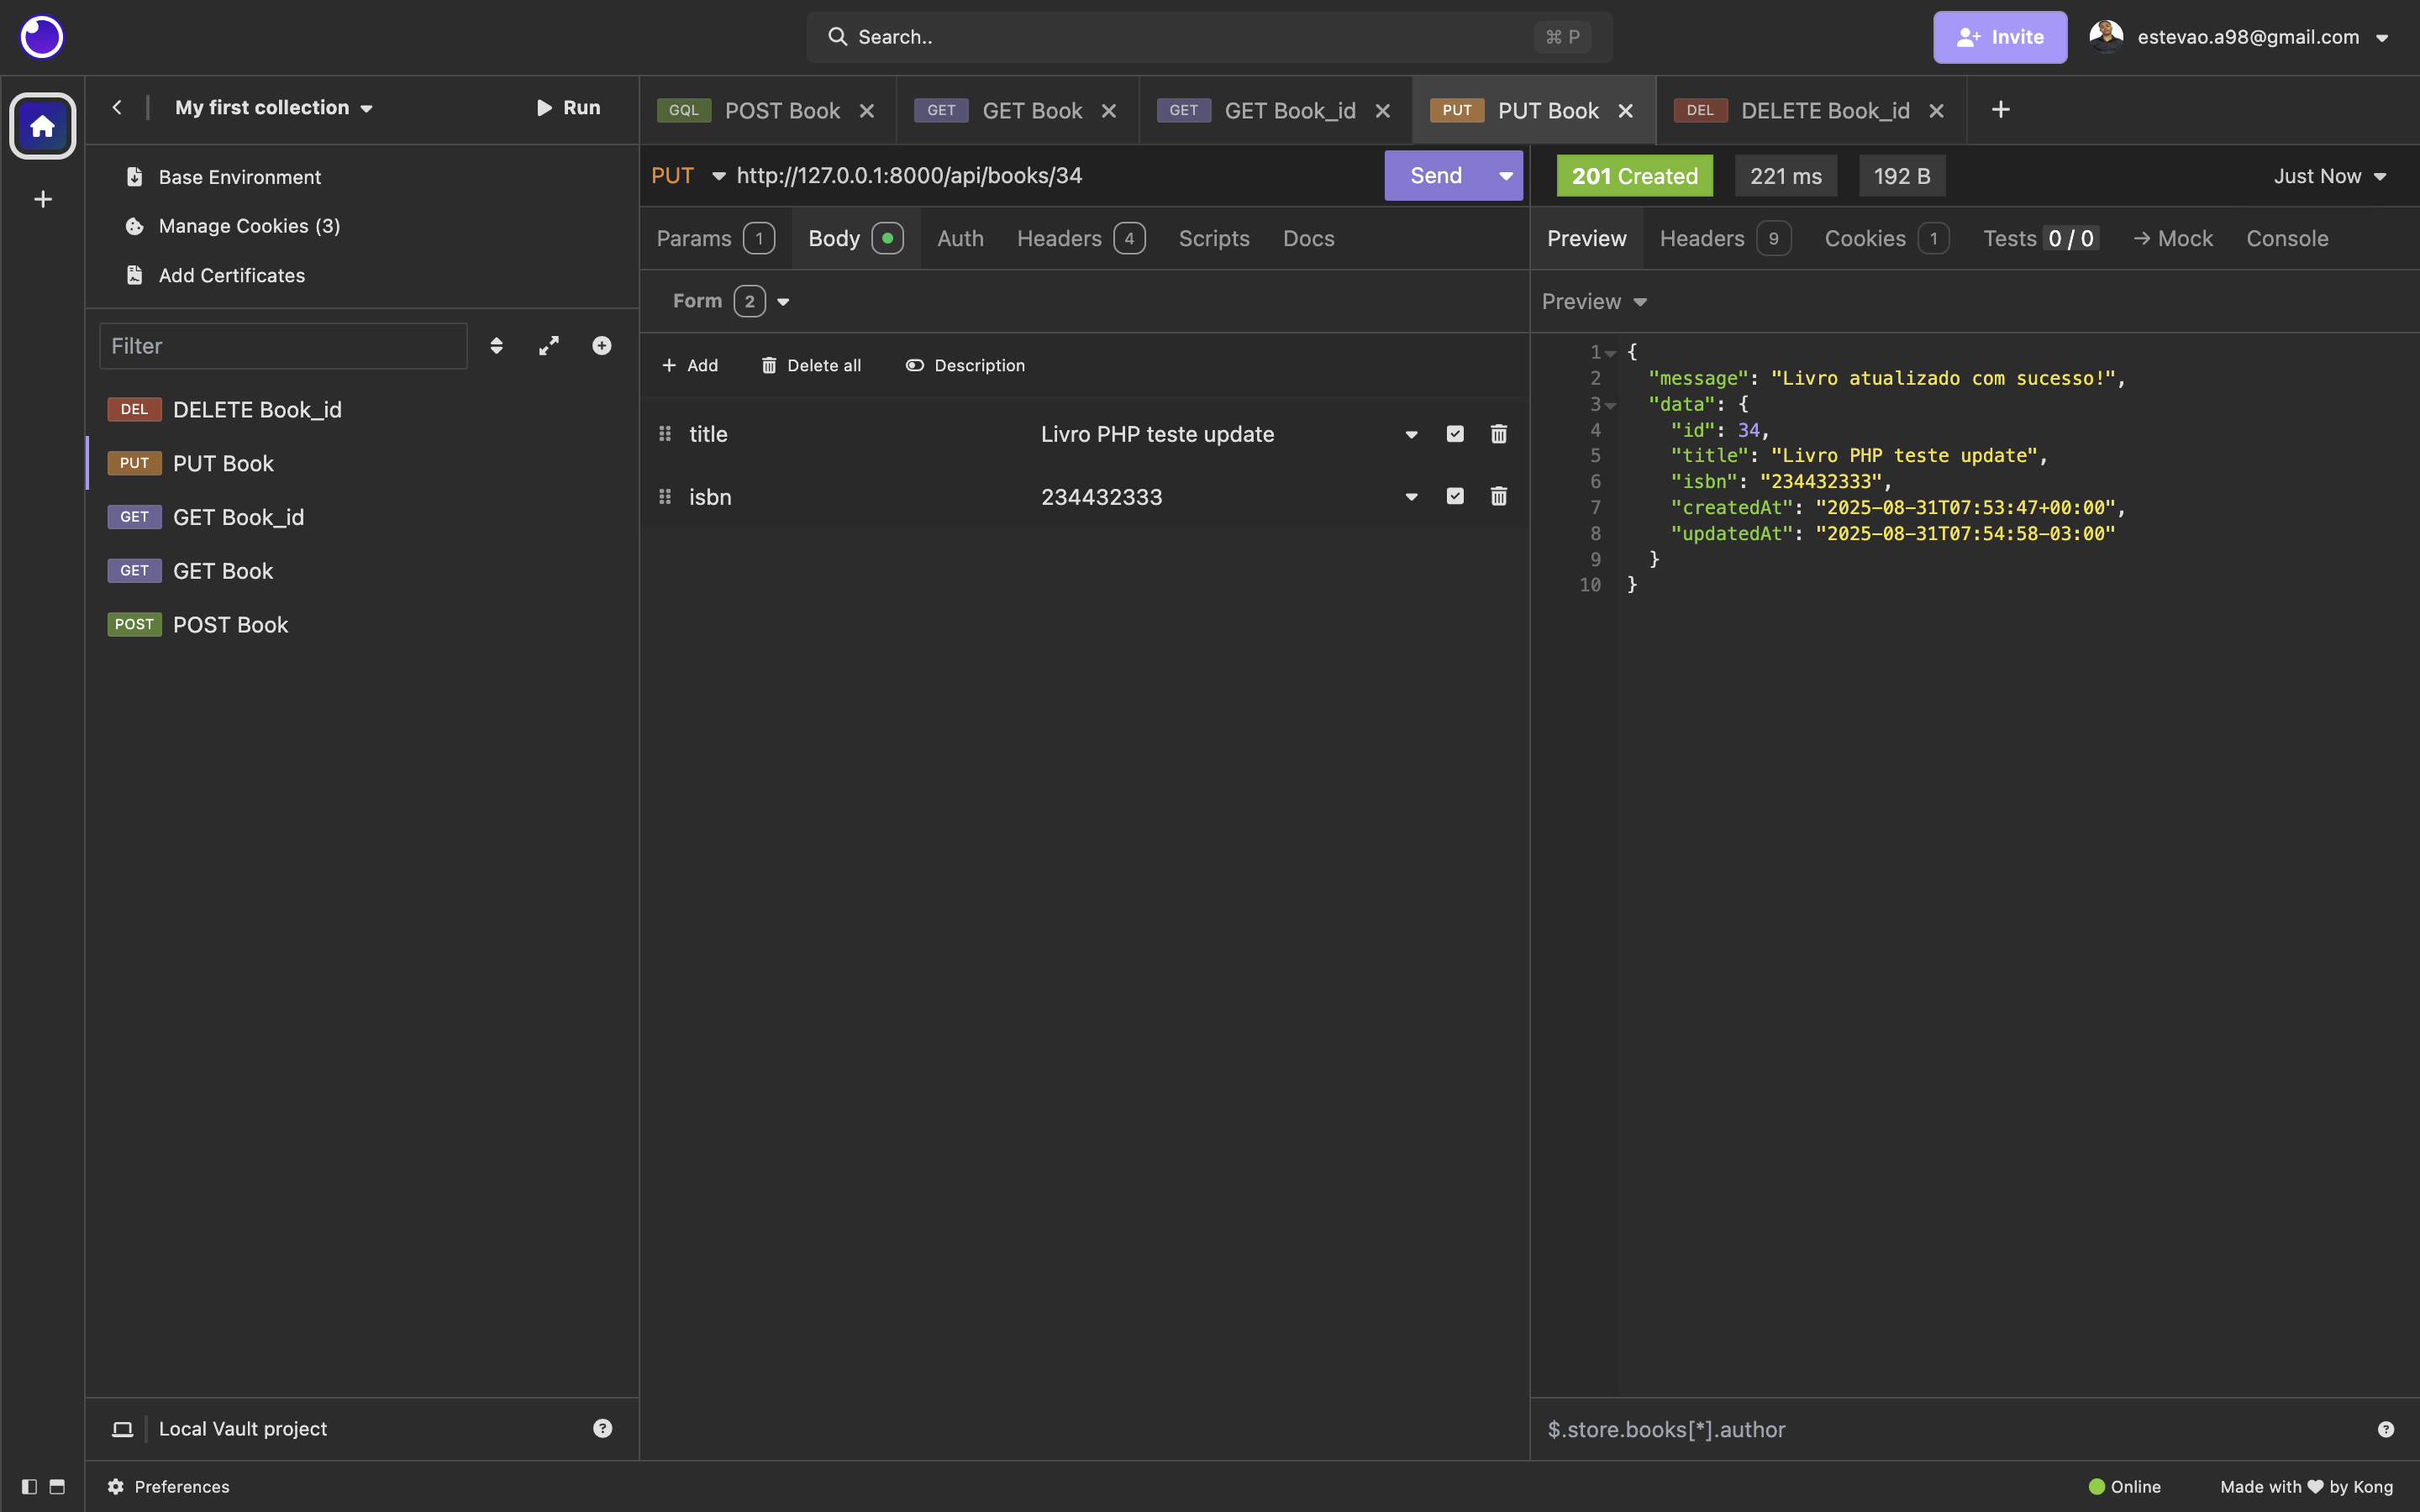 Search..
⌘ P
Invite
estevao.a98@gmail.com
My first collection
Run
Base Environment
Manage Cookies (3)
Add Certificates
Filter
DEL DELETE Book_id
PUT PUT Book
GET GET Book_id
GET GET Book
POST POST Book
Local Vault project
GQL POST Book
GET GET Book
GET GET Book_id
PUT PUT Book
DEL DELETE Book_id
PUT http://127.0.0.1:8000/api/books/34
Send
Params 1 Body Auth Headers 4 Scripts Docs
Form 2
Add Delete all Description
title Livro PHP teste update
isbn 234432333
201 Created 221 ms 192 B Just Now
Preview Headers 9 Cookies 1 Tests 0 / 0 → Mock Console
Preview
1 {
2 "message": "Livro atualizado com sucesso!",
3 "data": {
4 "id": 34,
5 "title": "Livro PHP teste update",
6 "isbn": "234432333",
7 "createdAt": "2025-08-31T07:53:47+00:00",
8 "updatedAt": "2025-08-31T07:54:58-03:00"
9 }
10 }
$.store.books[*].author
Preferences
Online
Made with ♥ by Kong